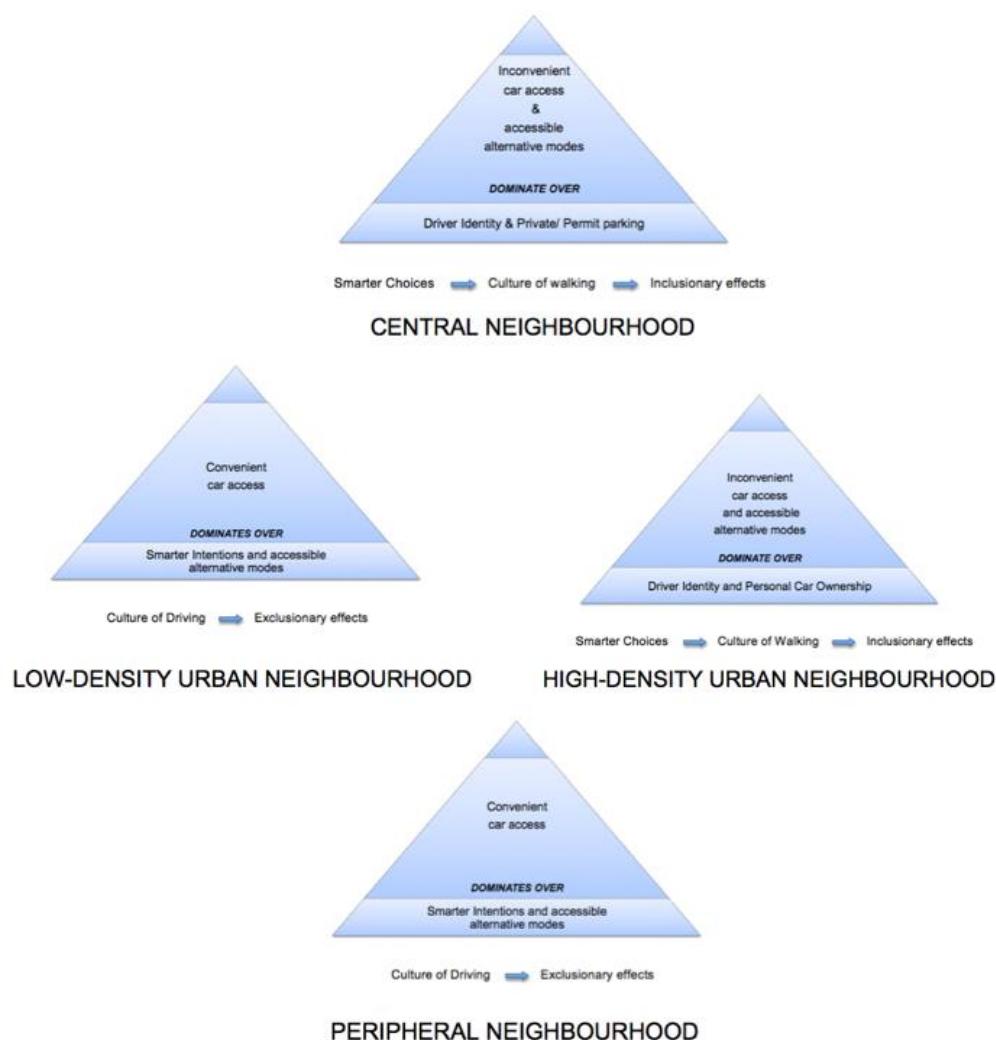 Inconvenient
car access
&
accessible
alternative modes
DOMINATE OVER
Driver Identity & Private/ Permit parking
Smarter Choices Culture of walking Inclusionary effects
CENTRAL NEIGHBOURHOOD
Convenient
car access
DOMINATES OVER
Smarter Intentions and accessible
alternative modes
Culture of Driving Exclusionary effects
LOW-DENSITY URBAN NEIGHBOURHOOD
Inconvenient
car access
and accessible
alternative modes
DOMINATE OVER
Driver Identity and Personal Car Ownership
Smarter Choices Culture of Walking Inclusionary effects
HIGH-DENSITY URBAN NEIGHBOURHOOD
Convenient
car access
DOMINATES OVER
Smarter Intentions and accessible
alternative modes
Culture of Driving Exclusionary effects
PERIPHERAL NEIGHBOURHOOD